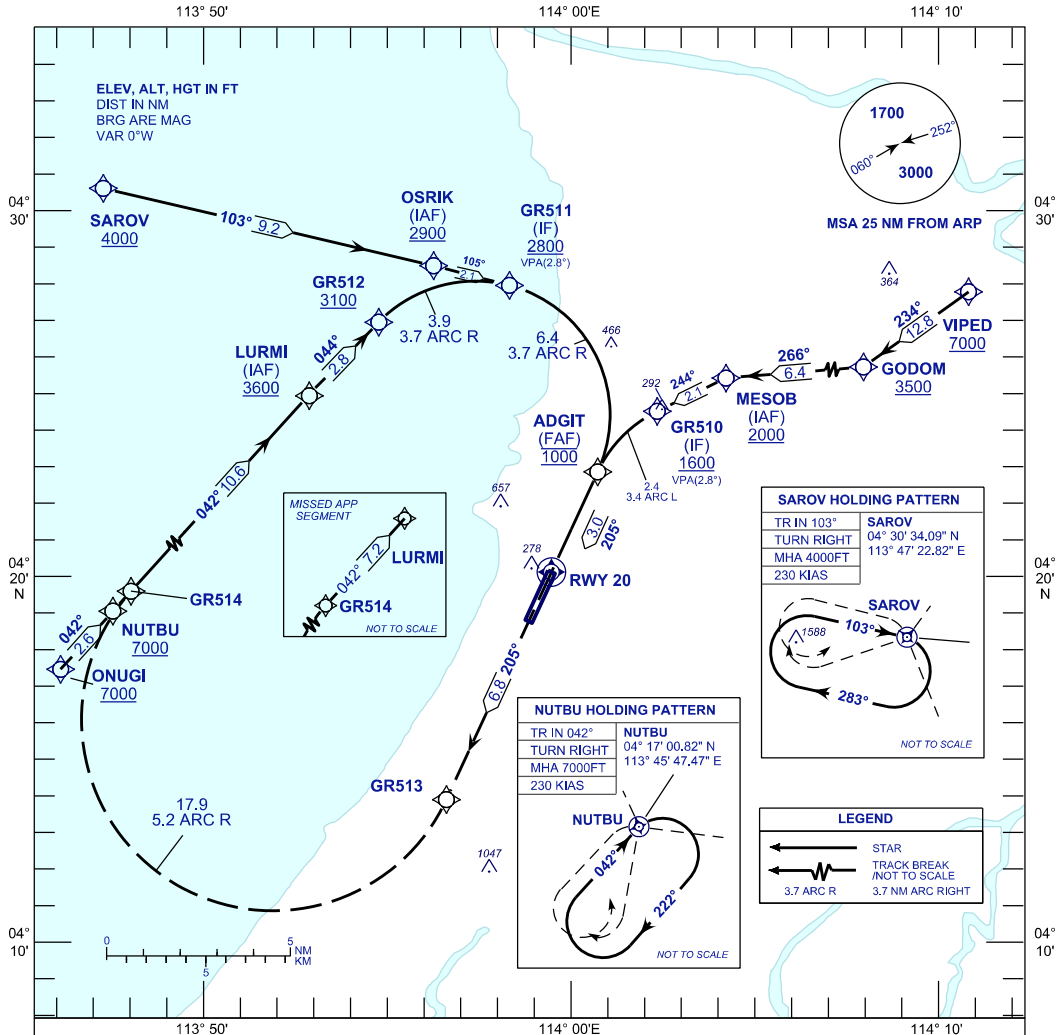 113° 50'
114° 00'E
114° 10'
ELEV, ALT, HGT IN FT
DIST IN NM
BRG ARE MAG
VAR 0°W
1700
252°
060°
3000
MSA 25 NM FROM ARP
04°
30'
04°
30'
SAROV
4000
103°
9.2
OSRIK
(IAF)
2900
105°
2.1
GR511
(IF)
2800
VPA(2.8°)
GR512
3100
3.9
3.7 ARC R
6.4
3.7 ARC R
466
364
234°
12.8
VIPED
7000
LURMI
(IAF)
3600
044°
2.8
266°
6.4
GODOM
3500
292
244°
2.1
MESOB
(IAF)
2000
ADGIT
(FAF)
1000
GR510
(IF)
1600
VPA(2.8°)
2.4
3.4 ARC L
042°
10.6
657
3.0
205°
278
RWY 20
MISSED APP
SEGMENT
042°
7.2
LURMI
GR514
NOT TO SCALE
SAROV HOLDING PATTERN
TR IN 103°
TURN RIGHT
MHA 4000FT
230 KIAS
SAROV
04° 30' 34.09" N
113° 47' 22.82" E
SAROV
1588
103°
283°
NOT TO SCALE
04°
20'
N
04°
20'
N
GR514
042°
2.6
NUTBU
7000
ONUGI
7000
6.8
205°
GR513
17.9
5.2 ARC R
1047
NUTBU HOLDING PATTERN
TR IN 042°
TURN RIGHT
MHA 7000FT
230 KIAS
NUTBU
04° 17' 00.82" N
113° 45' 47.47" E
NUTBU
042°
222°
NOT TO SCALE
LEGEND
STAR
TRACK BREAK
/NOT TO SCALE
3.7 ARC R
3.7 NM ARC RIGHT
04°
10'
04°
10'
0
5
NM
KM
5
113° 50'
114° 00'E
114° 10'